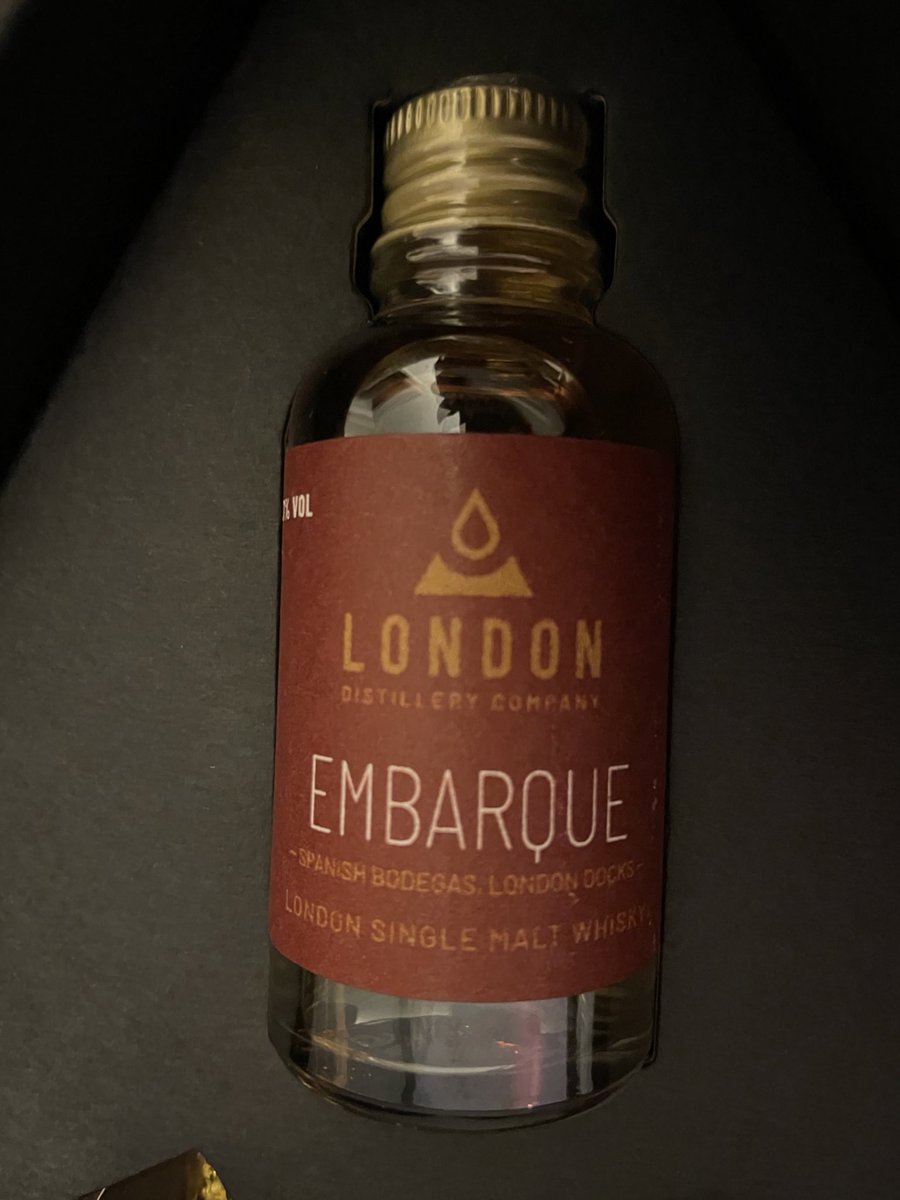 % VOL
LONDON
DISTILLERY COMPANY
EMBARQUE
-SPANISH BODEGAS, LONDON DOCKS-
LONDON SINGLE MALT WHISKY